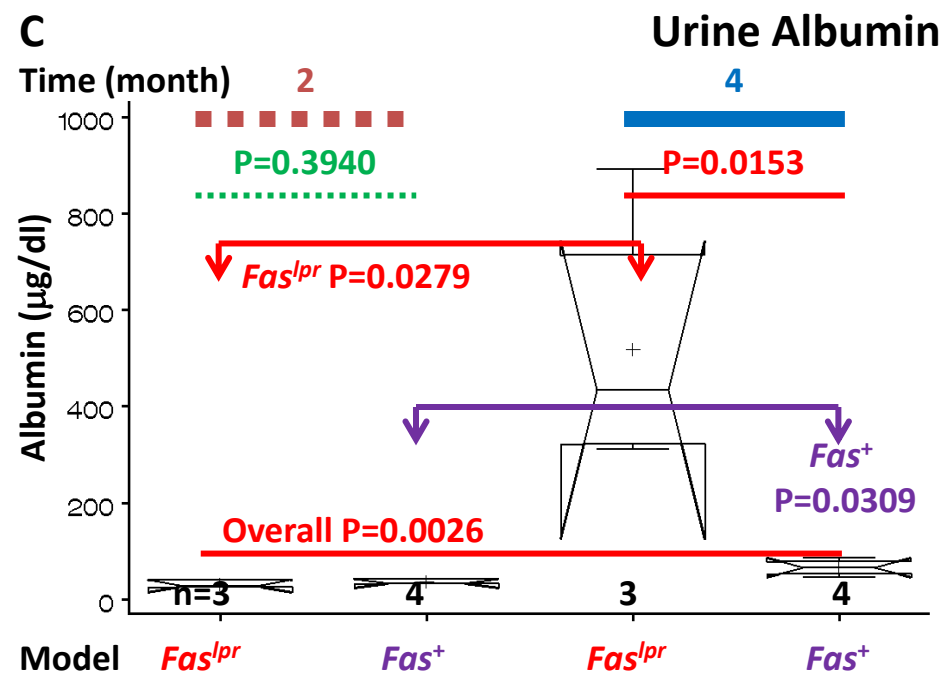 C
Urine Albumin
Time (month) 2 4
1000
P=0.3940 P=0.0153
800
Fas^lpr P=0.0279
600
Albumin (µg/dl)
400
Fas⁺
P=0.0309
200
Overall P=0.0026
0
n=3 4 3 4
Model Fas^lpr Fas⁺ Fas^lpr Fas⁺